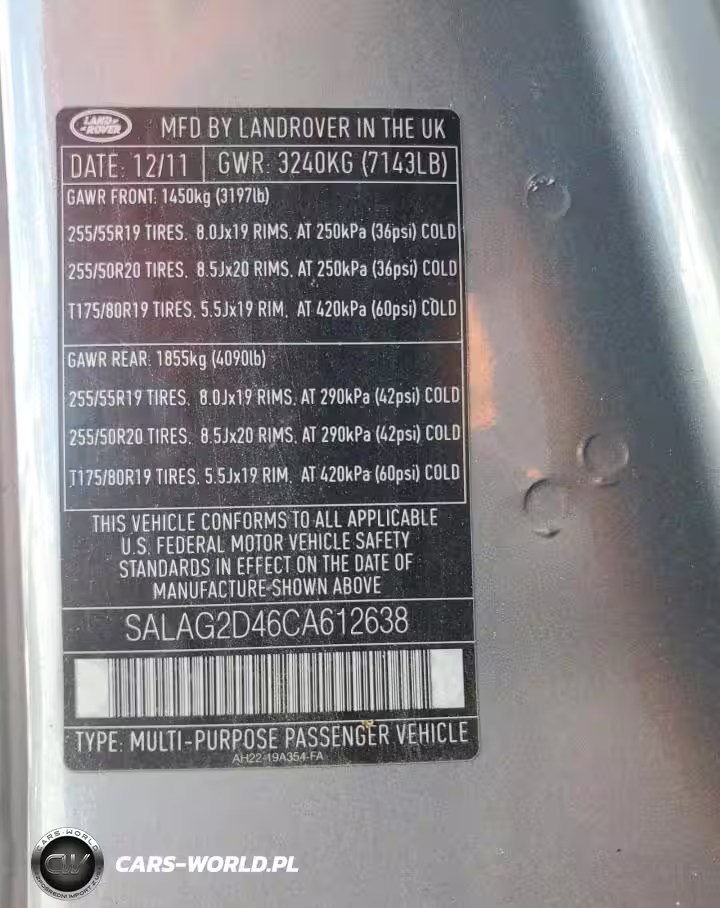 LAND ROVER
MFD BY LANDROVER IN THE UK
DATE: 12/11 GWR: 3240KG (7143LB)
GAWR FRONT: 1450kg (3197lb)
255/55R19 TIRES, 8.0Jx19 RIMS, AT 250kPa (36psi) COLD
255/50R20 TIRES, 8.5Jx20 RIMS, AT 250kPa (36psi) COLD
T175/80R19 TIRES, 5.5Jx19 RIM, AT 420kPa (60psi) COLD
GAWR REAR: 1855kg (4090lb)
255/55R19 TIRES, 8.0Jx19 RIMS, AT 290kPa (42psi) COLD
255/50R20 TIRES, 8.5Jx20 RIMS, AT 290kPa (42psi) COLD
T175/80R19 TIRES, 5.5Jx19 RIM, AT 420kPa (60psi) COLD
THIS VEHICLE CONFORMS TO ALL APPLICABLE
U.S. FEDERAL MOTOR VEHICLE SAFETY
STANDARDS IN EFFECT ON THE DATE OF
MANUFACTURE SHOWN ABOVE
SALAG2D46CA612638
TYPE: MULTI-PURPOSE PASSENGER VEHICLE
AH22-19A354-FA
CARS-WORLD
CW
BEZPOŚREDNI IMPORT Z USA
CARS-WORLD.PL